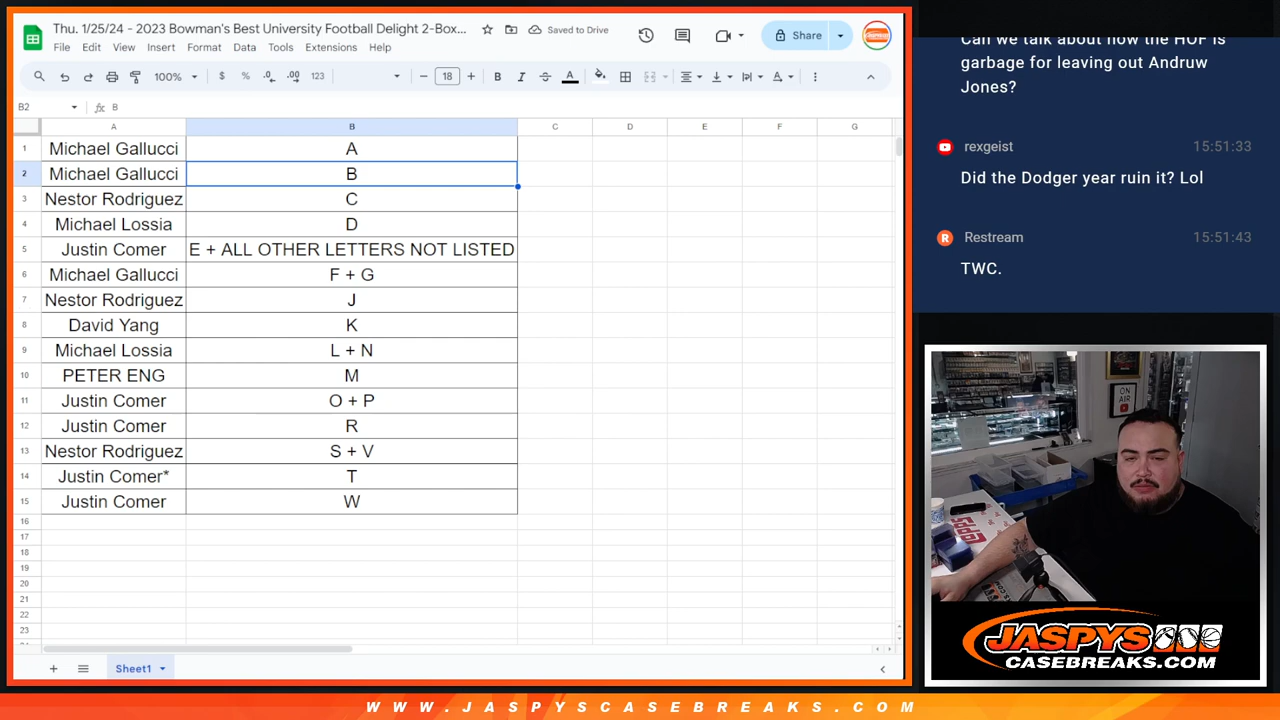 Thu. 1/25/24 - 2023 Bowman's Best University Football Delight 2-Box...
Saved to Drive
Share
File Edit View Insert Format Data Tools Extensions Help
100% $ % .0 .00 123 18 B I S A
B2 fx B
A B C D E F G
1 Michael Gallucci A
2 Michael Gallucci B
3 Nestor Rodriguez C
4 Michael Lossia D
5 Justin Comer E + ALL OTHER LETTERS NOT LISTED
6 Michael Gallucci F + G
7 Nestor Rodriguez J
8 David Yang K
9 Michael Lossia L + N
10 PETER ENG M
11 Justin Comer O + P
12 Justin Comer R
13 Nestor Rodriguez S + V
14 Justin Comer* T
15 Justin Comer W
16
17
18
19
20
21
22
23
Sheet1
Can we talk about how the HOF is
garbage for leaving out Andruw
Jones?
rexgeist 15:51:33
Did the Dodger year ruin it? Lol
R Restream 15:51:43
TWC.
ON
AIR
JASPYS
CASEBREAKS.COM
WWW.JASPYSCASEBREAKS.COM